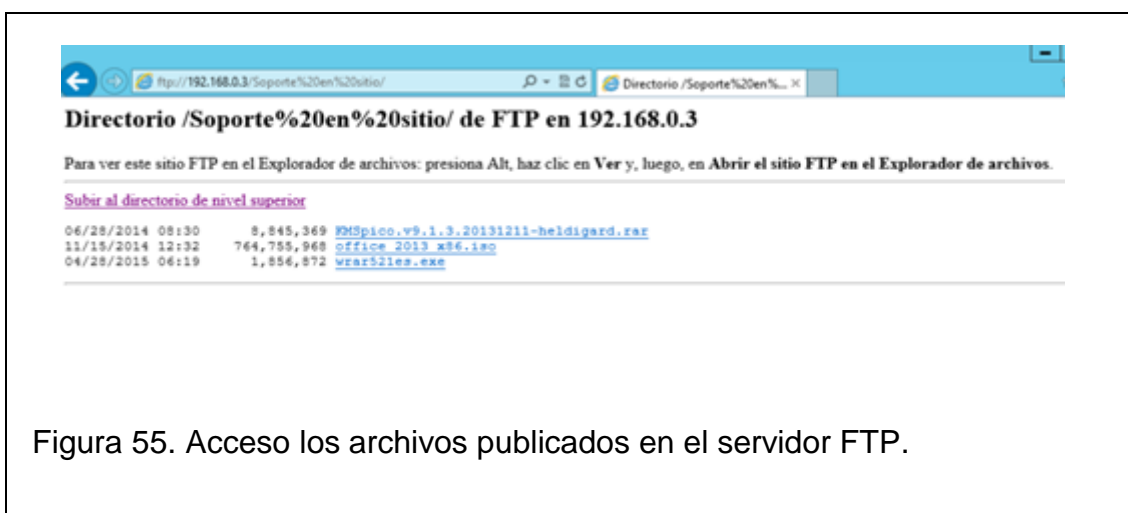 ftp://192.168.0.3/Soporte%20en%20sitio/
Directorio /Soporte%20en%...
Directorio /Soporte%20en%20sitio/ de FTP en 192.168.0.3
Para ver este sitio FTP en el Explorador de archivos: presiona Alt, haz clic en Ver y, luego, en Abrir el sitio FTP en el Explorador de archivos.
Subir al directorio de nivel superior
06/28/2014 08:30 8,845,369 KMSpico.v9.1.3.20131211-heldigard.rar
11/15/2014 12:32 764,755,968 office 2013 x86.iso
04/28/2015 06:19 1,856,872 wrar521es.exe
Figura 55. Acceso los archivos publicados en el servidor FTP.